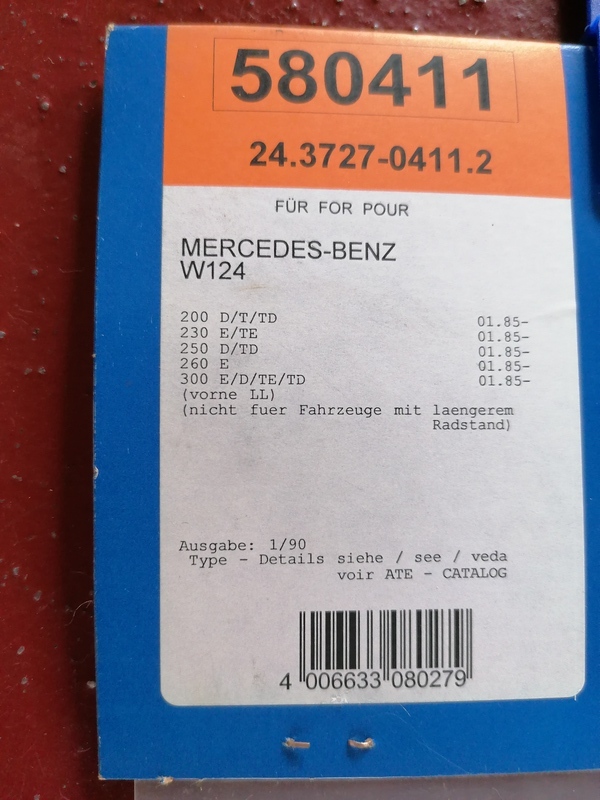 580411
24.3727-0411.2
FÜR FOR POUR
MERCEDES-BENZ
W124
200 D/T/TD 01.85-
230 E/TE 01.85-
250 D/TD 01.85-
260 E 01.85-
300 E/D/TE/TD 01.85-
(vorne LL)
(nicht fuer Fahrzeuge mit laengerem
Radstand)
Ausgabe: 1/90
Type - Details siehe / see / veda
voir ATE - CATALOG
4 006633 080279